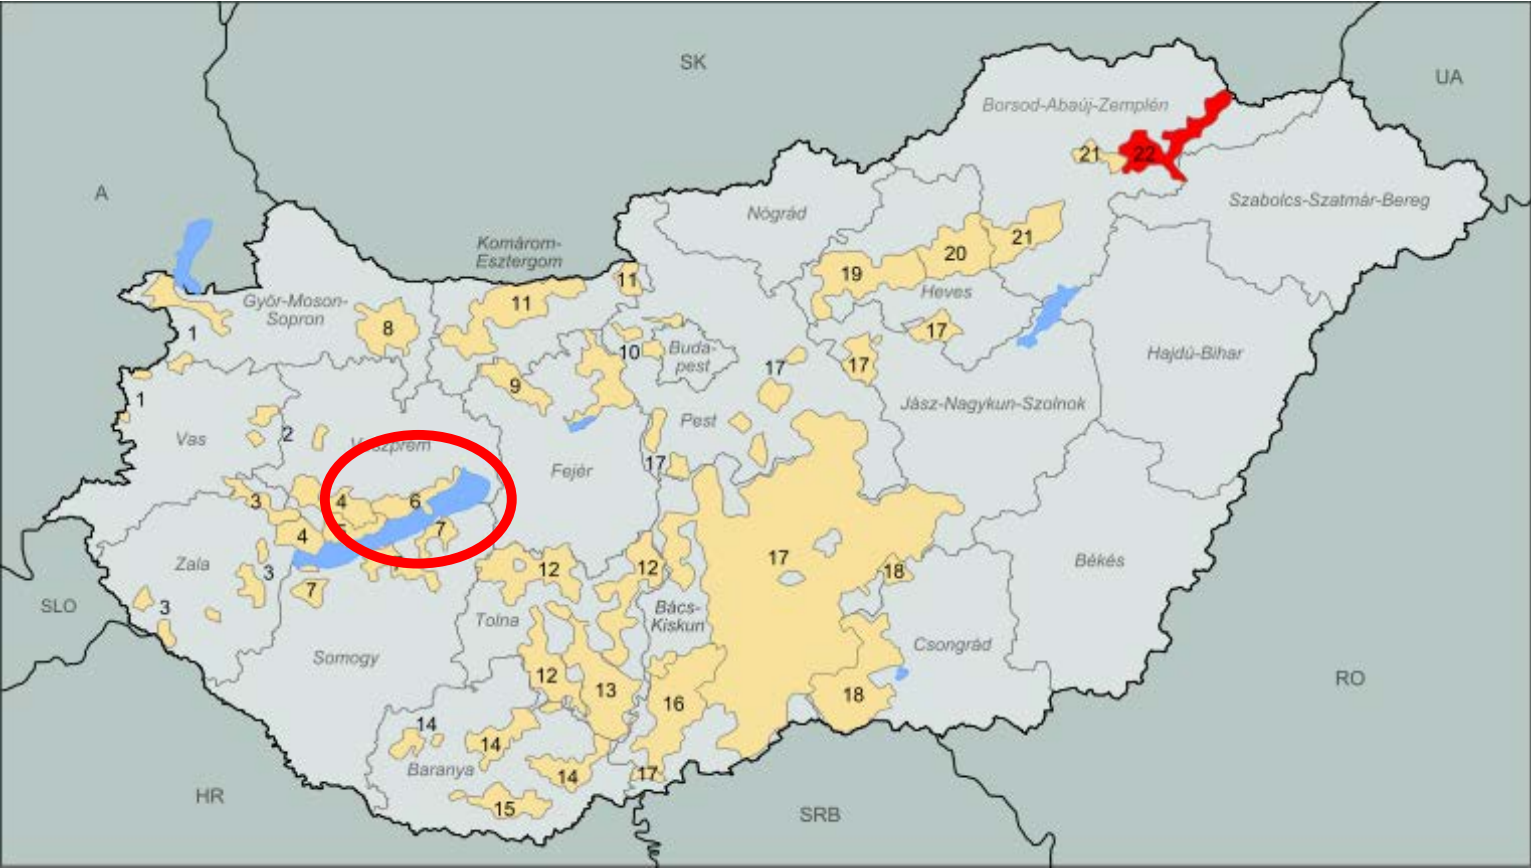 SK
UA
Borsod-Abaúj-Zemplén
21
22
A
Szabolcs-Szatmár-Bereg
Nógrád
Komárom-
Esztergom
21
20
19
11
11
Heves
Győr-Moson-
Sopron
1
8
17
10
Buda-
pest
Hajdú-Bihar
17
17
9
1
Jász-Nagykun-Szolnok
Pest
2
Vas
Veszprém
Fejér
17
3
4
6
5
7
4
17
Zala
3
12
12
18
Békés
7
7
3
SLO
Bács-
Kiskun
Tolna
Csongrád
Somogy
12
13
18
RO
16
14
14
Baranya
14
17
HR
15
SRB